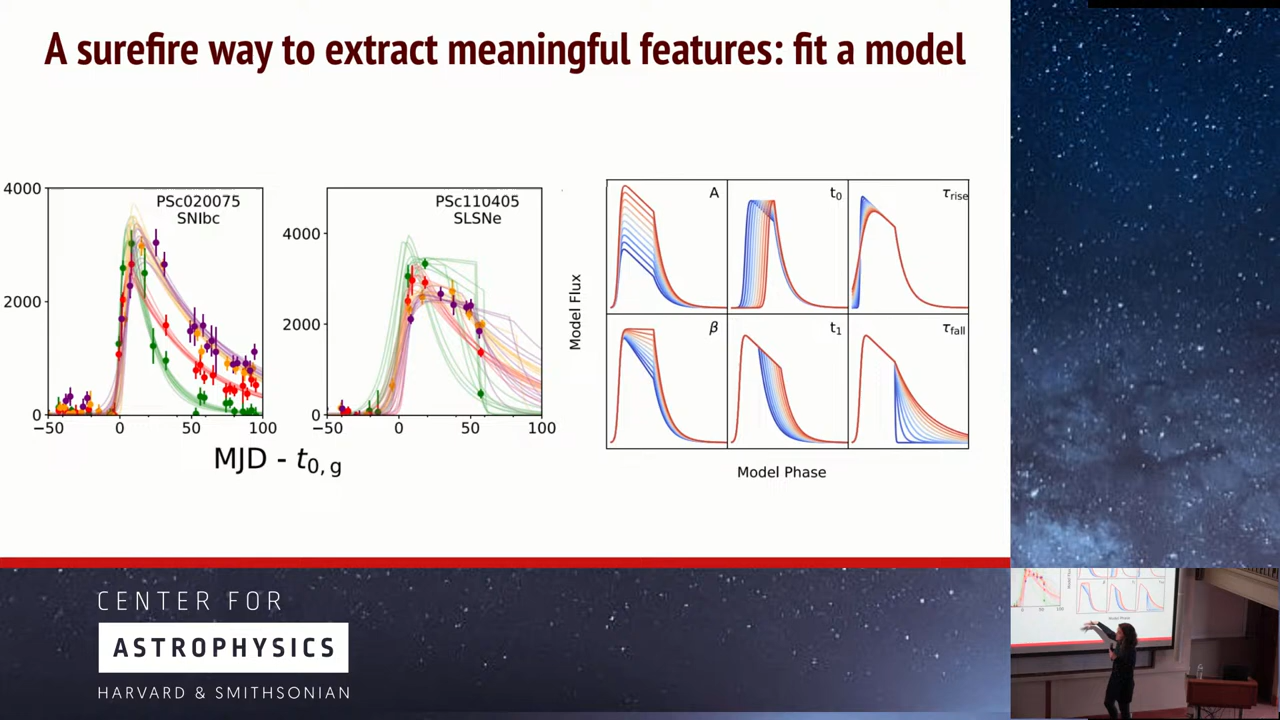 A surefire way to extract meaningful features: fit a model
4000
2000
0
−50
0
50
100
PSc020075
SNIbc
4000
2000
0
−50
0
50
100
PSc110405
SLSNe
MJD - t0,g
Model Flux
A
t0
τrise
β
t1
τfall
Model Phase
CENTER FOR
ASTROPHYSICS
HARVARD & SMITHSONIAN